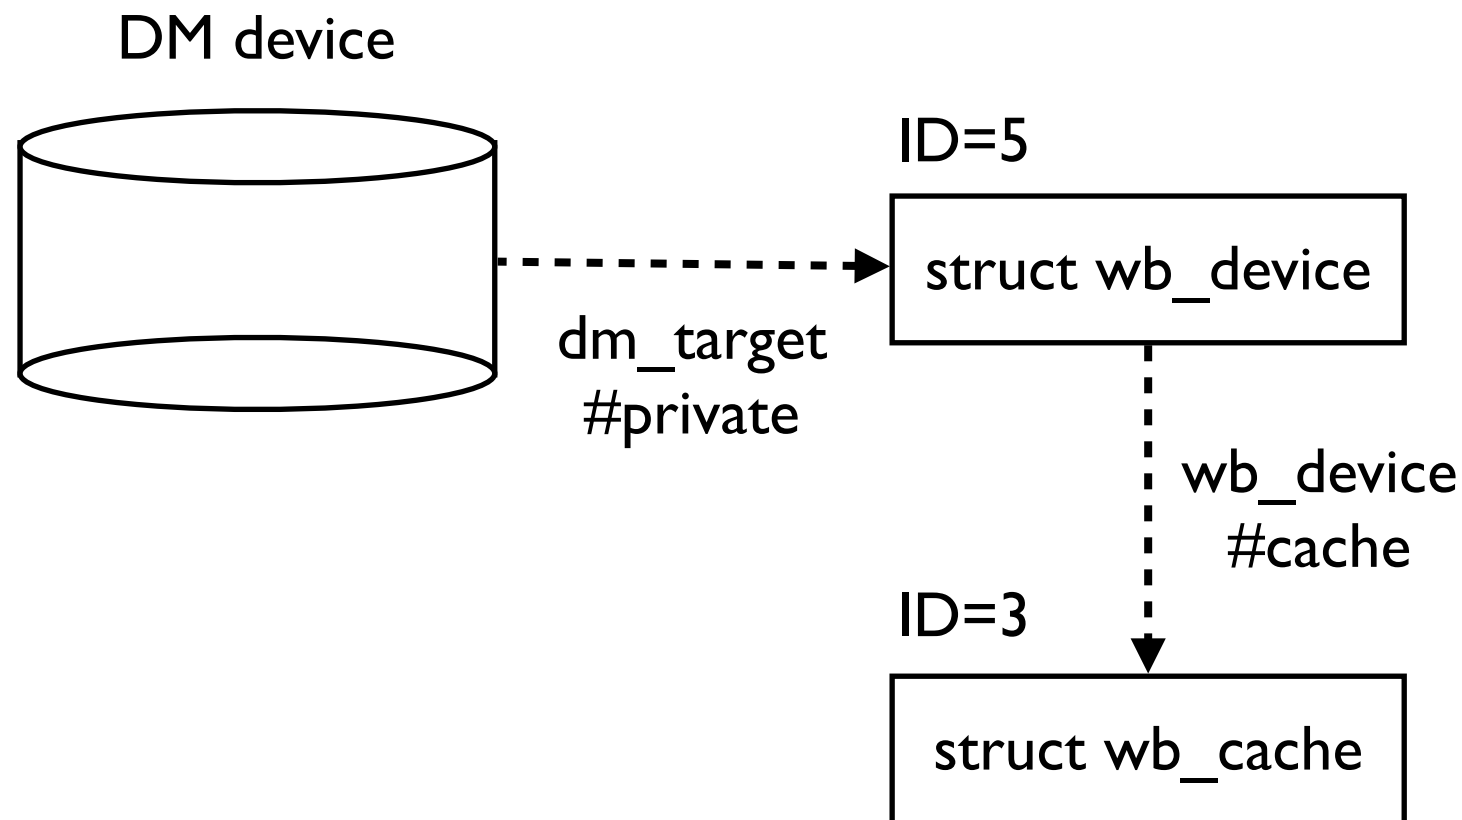 DM device
ID=5
struct wb_device
dm_target
#private
wb_device
#cache
ID=3
struct wb_cache